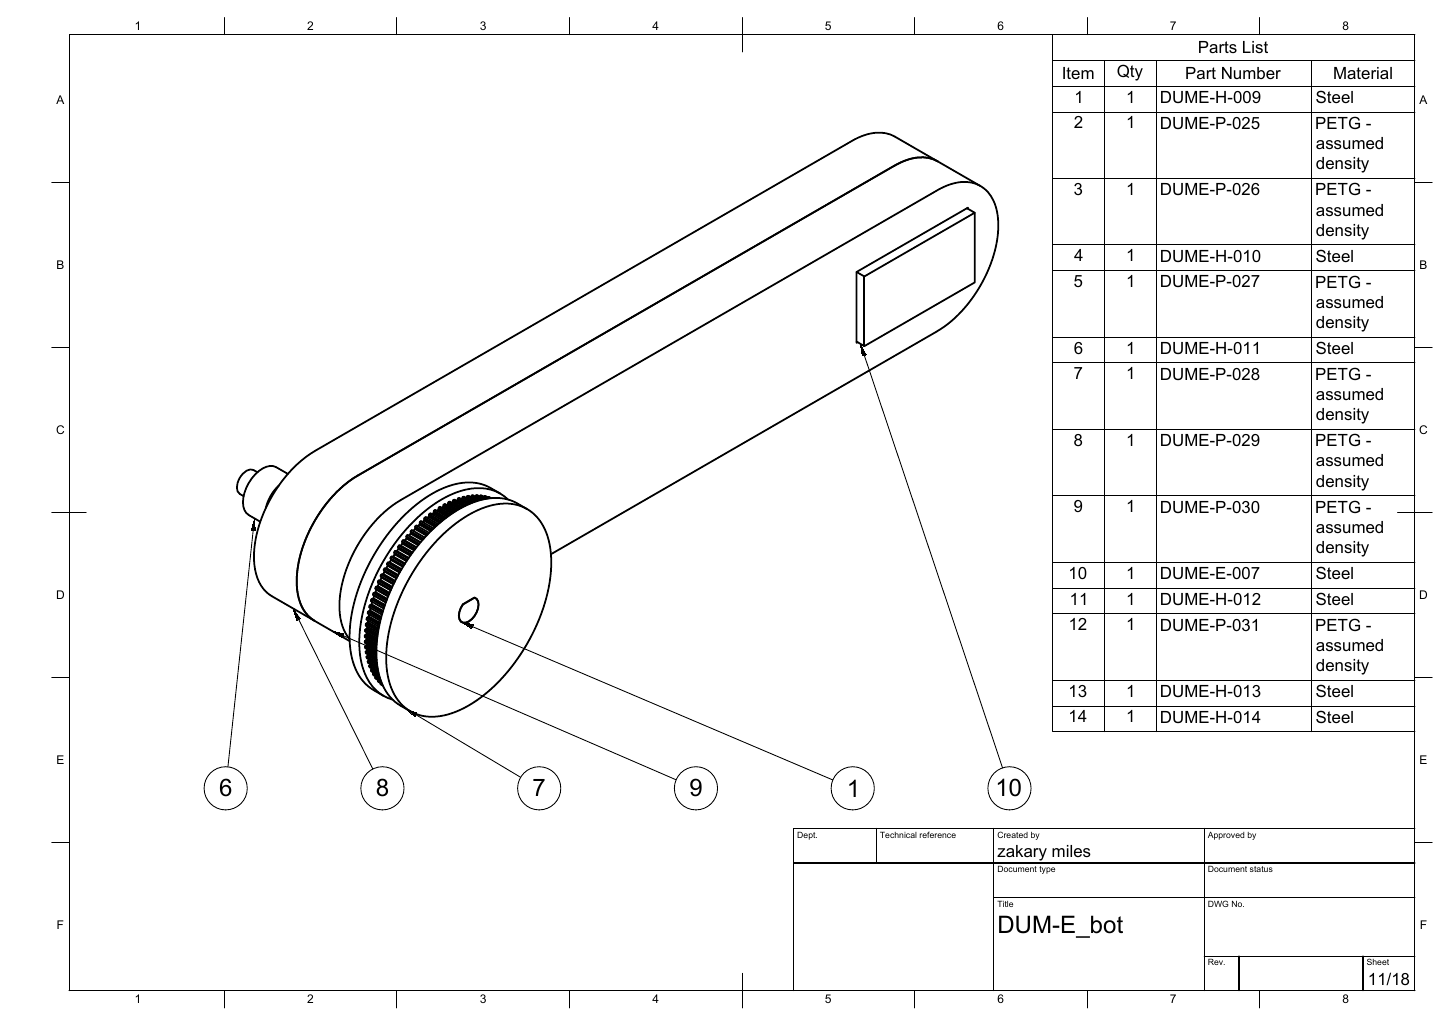 1 2 3 4 5 6 7 8
A
B
C
D
E
F
A
B
C
D
E
F
Parts List
Item Qty Part Number Material
1 1 DUME-H-009 Steel
2 1 DUME-P-025 PETG -
assumed
density
3 1 DUME-P-026 PETG -
assumed
density
4 1 DUME-H-010 Steel
5 1 DUME-P-027 PETG -
assumed
density
6 1 DUME-H-011 Steel
7 1 DUME-P-028 PETG -
assumed
density
8 1 DUME-P-029 PETG -
assumed
density
9 1 DUME-P-030 PETG -
assumed
density
10 1 DUME-E-007 Steel
11 1 DUME-H-012 Steel
12 1 DUME-P-031 PETG -
assumed
density
13 1 DUME-H-013 Steel
14 1 DUME-H-014 Steel
6 8 7 9 1 10
Dept. Technical reference Created by Approved by
zakary miles
Document type Document status
Title DWG No.
DUM-E_bot
Rev. Sheet
11/18
1 2 3 4 5 6 7 8